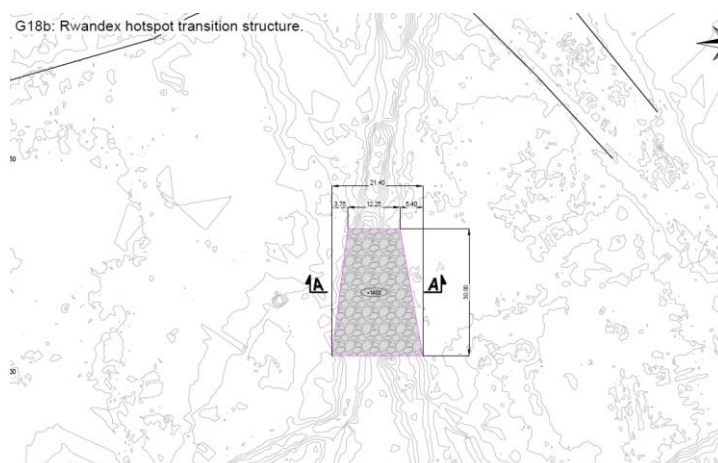 G18b: Rwandex hotspot transition structure.
21.40
3.75 12.25 5.40
A A
30.00